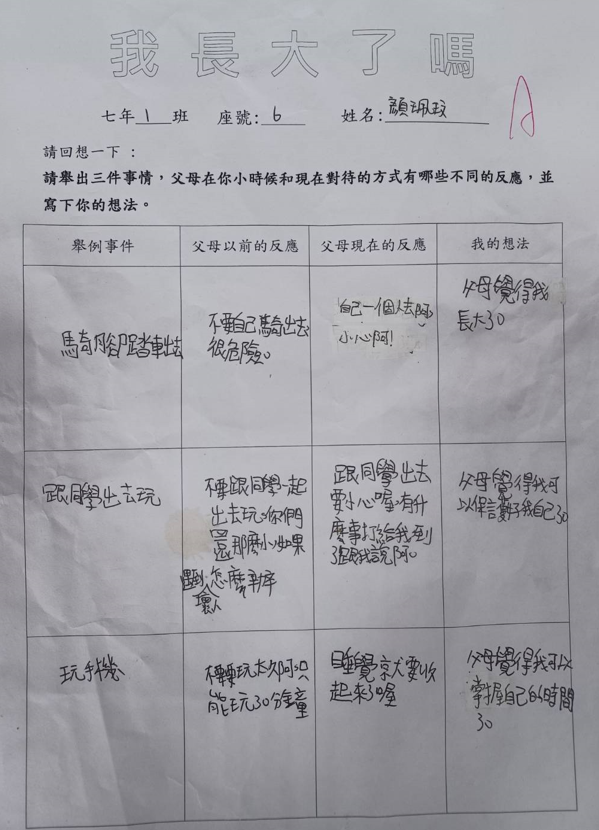 我長大了嗎
七年1班 座號:6 姓名:顏珮玟
A
請回想一下:
請舉出三件事情,父母在你小時候和現在對待的方式有哪些不同的反應,並
寫下你的想法。
舉例事件 父母以前的反應 父母現在的反應 我的想法
騎腳踏車出去
不要自己騎出去
很危險。
自己一個人去阿
小心阿!
父母覺得我
長大了。
跟同學出去玩
不要跟同學一起
出去玩。你們
還那麼小如果
遇到壞人怎麼辦
跟同學出去
要小心喔。有什
麼事打給我到
了跟我說阿。
父母覺得我可
以保護了我自己了。
玩手機
不要玩太久阿只
能玩30分鐘
睡覺就要收
起來了喔
父母覺得我可以
掌握自己的時間
了。